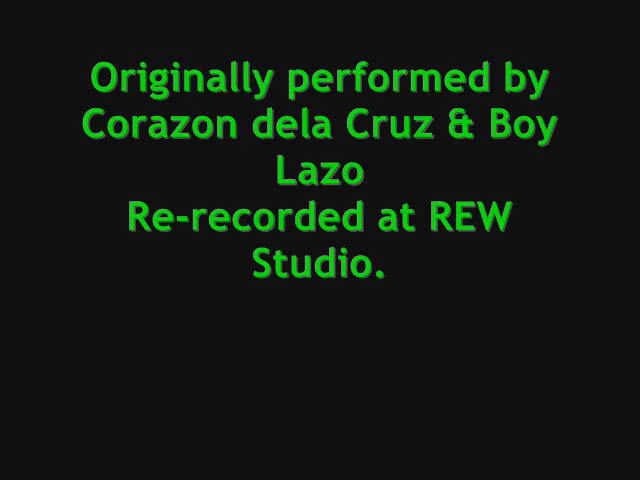 Originally performed by
Corazon dela Cruz & Boy
Lazo
Re-recorded at REW
Studio.